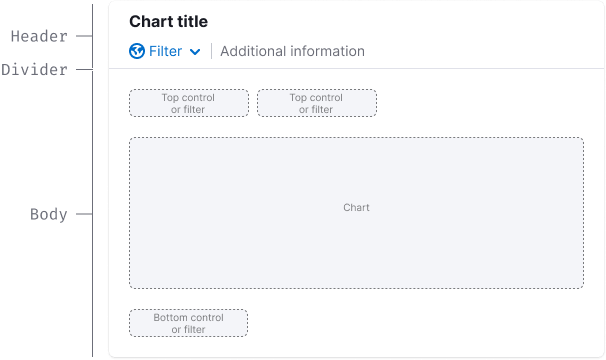 Header
Divider
Body
Chart title
Filter
Additional information
Top control
or filter
Top control
or filter
Chart
Bottom control
or filter